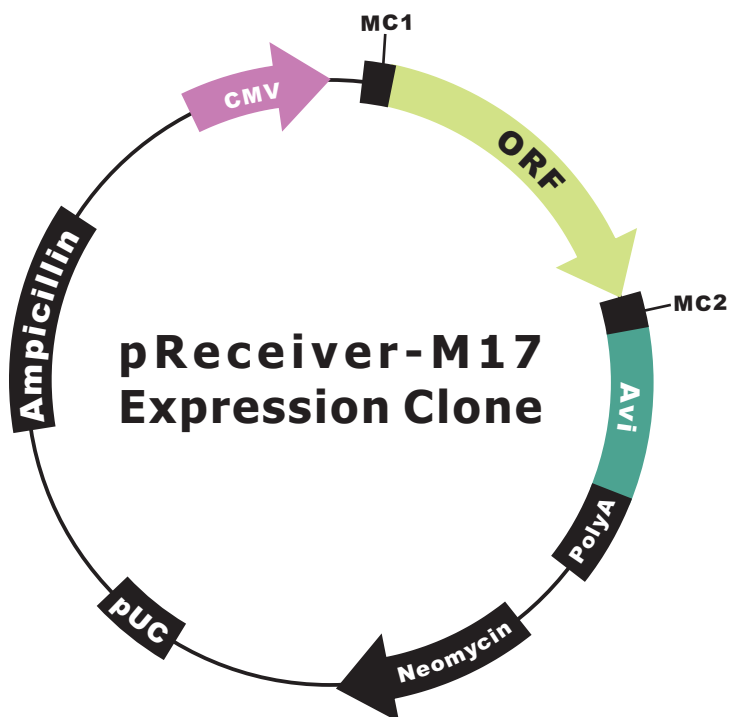 MC1
CMV
ORF
MC2
Ampicillin
pReceiver-M17
Expression Clone
Avi
PolyA
pUC
Neomycin